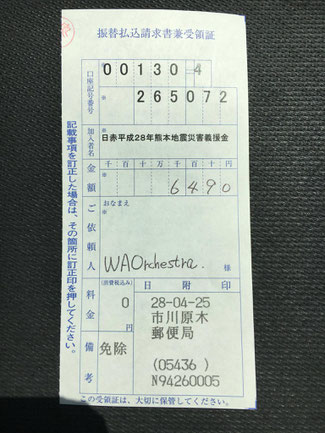 振替払込請求書兼受領証
口座記号番号
00130 4
265072
加入者名
日赤平成28年熊本地震災害義援金
金額
千百十万千百十円
6490
ご依頼人
おなまえ
WAOrchestra.
様
料金
(消費税込み)
円
0
備考
免除
日附印
28-04-25
市川原木
郵便局
(05436 )
N94260005
記載事項を訂正した場合は、その箇所に訂正印を押してください。
この受領証は、大切に保管してください。